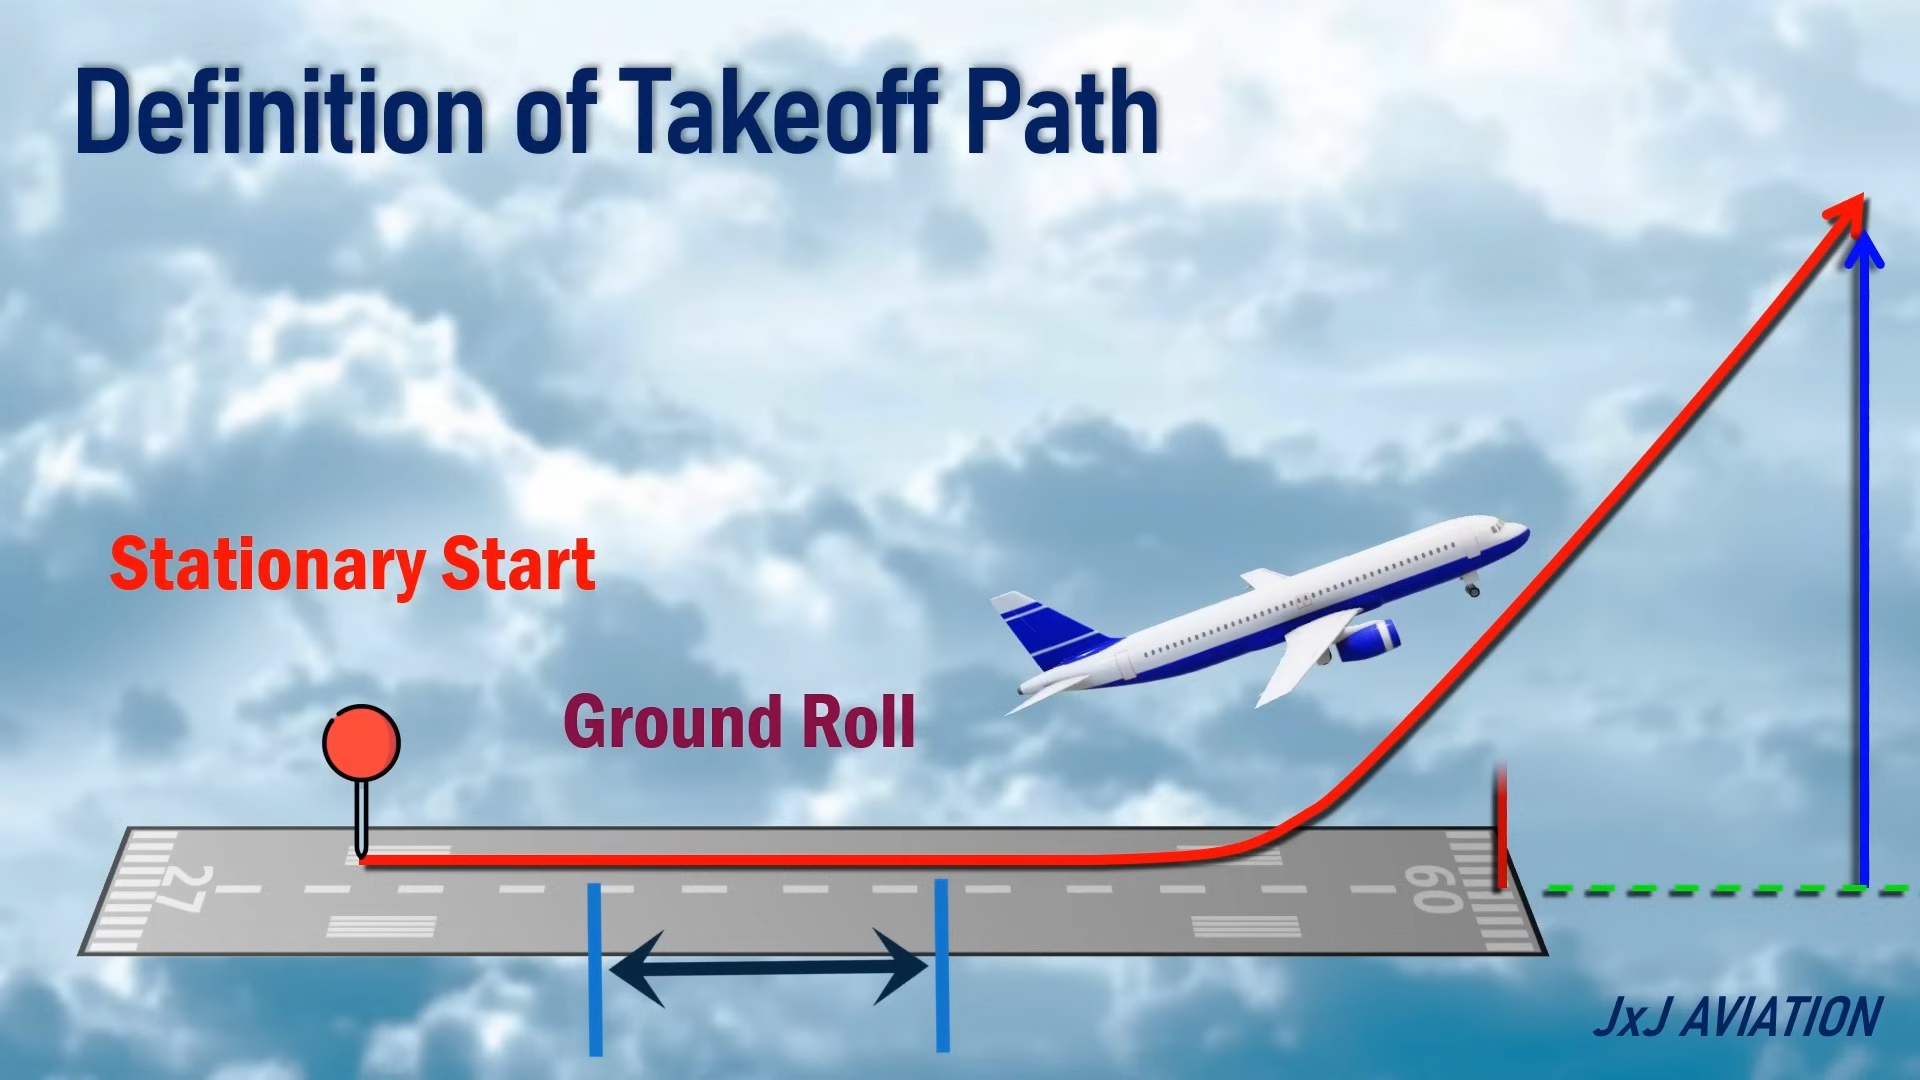 Definition of Takeoff Path
Stationary Start
Ground Roll
27
09
JxJ AVIATION